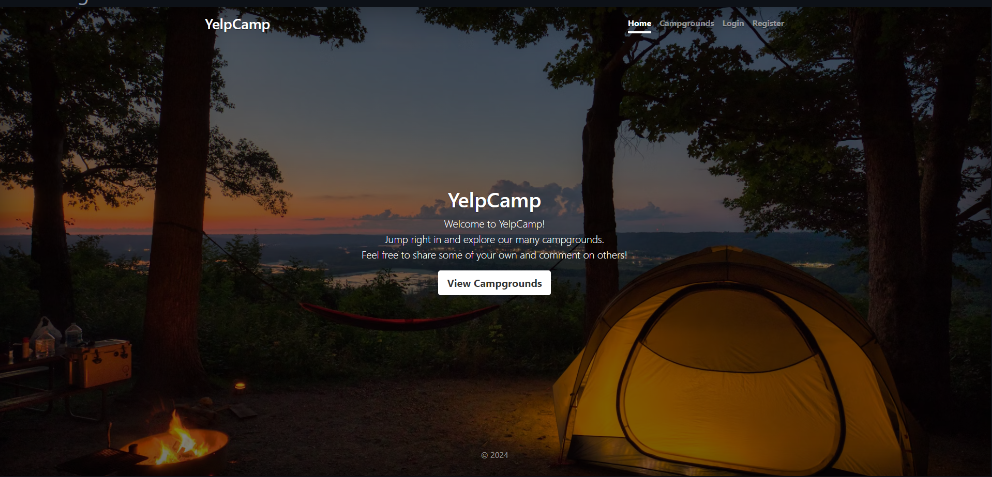 YelpCamp
Home Campgrounds Login Register
YelpCamp
Welcome to YelpCamp!
Jump right in and explore our many campgrounds.
Feel free to share some of your own and comment on others!
View Campgrounds
© 2024